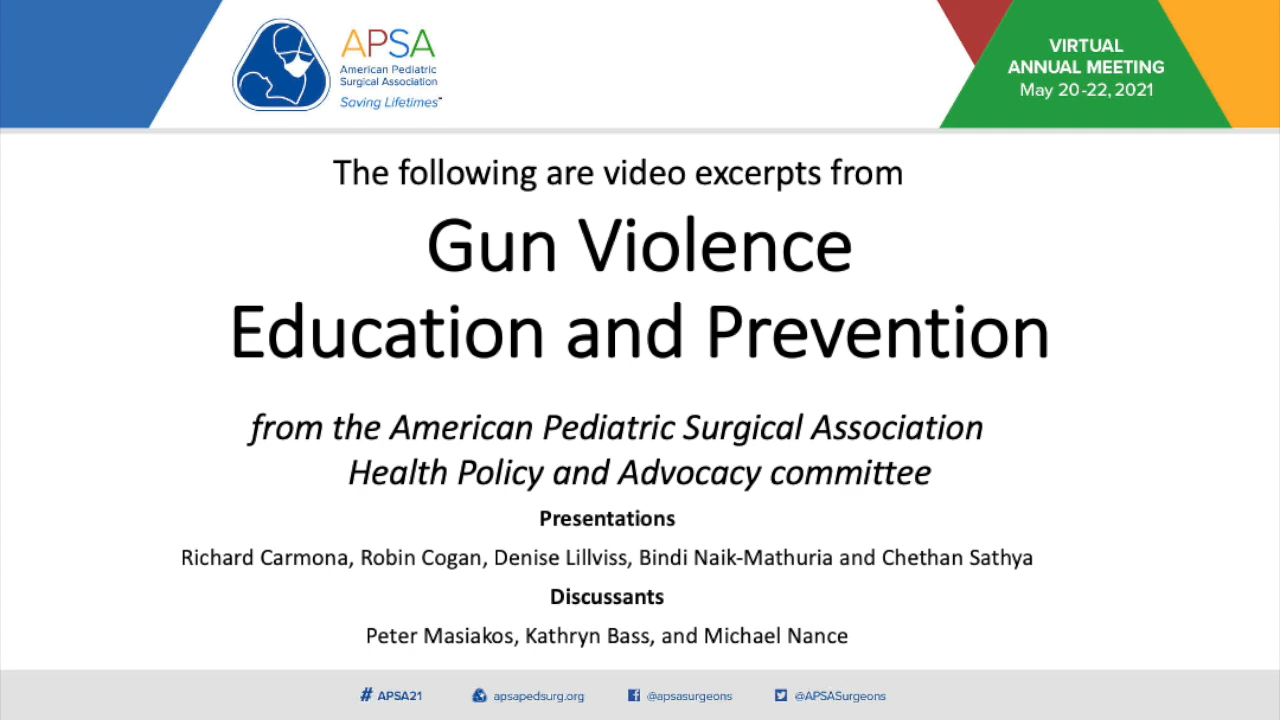 APSA
American Pediatric
Surgical Association
Saving Lifetimes™
VIRTUAL
ANNUAL MEETING
May 20-22, 2021
The following are video excerpts from
Gun Violence
Education and Prevention
from the American Pediatric Surgical Association
Health Policy and Advocacy committee
Presentations
Richard Carmona, Robin Cogan, Denise Lillviss, Bindi Naik-Mathuria and Chethan Sathya
Discussants
Peter Masiakos, Kathryn Bass, and Michael Nance
# APSA21
apsapedsurg.org
@apsasurgeons
@APSASurgeons